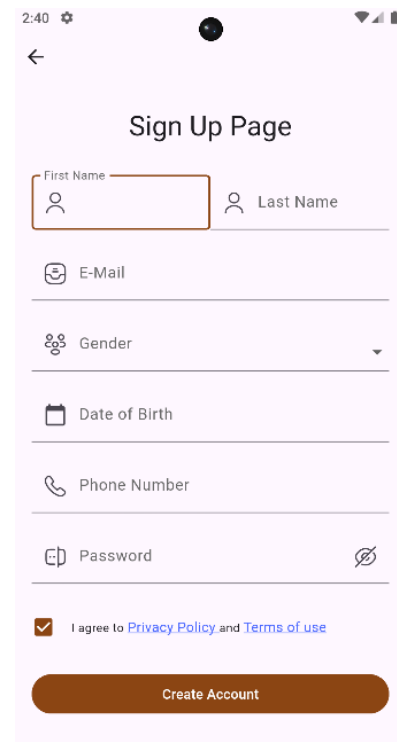 2:40
Sign Up Page
First Name
Last Name
E-Mail
Gender
Date of Birth
Phone Number
Password
I agree to Privacy Policy and Terms of use
Create Account